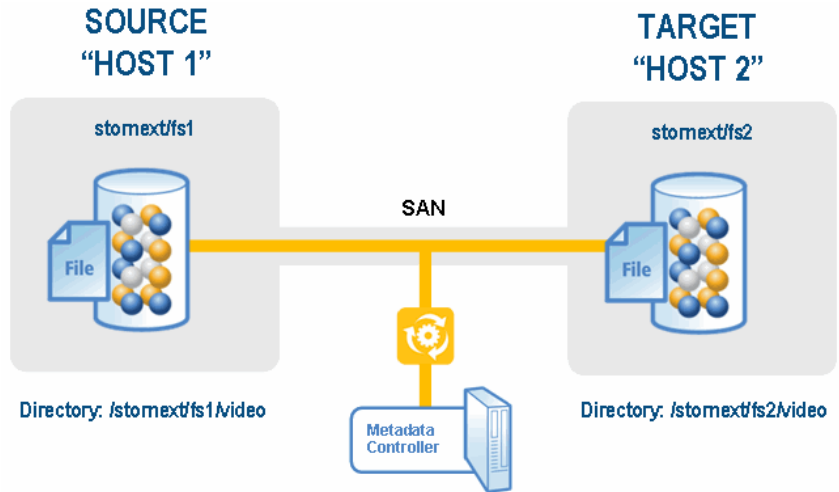 SOURCE
“HOST 1”
TARGET
“HOST 2”
stornext/fs1
stornext/fs2
SAN
File
File
Directory: /stornext/fs1/video
Directory: /stornext/fs2/video
Metadata
Controller